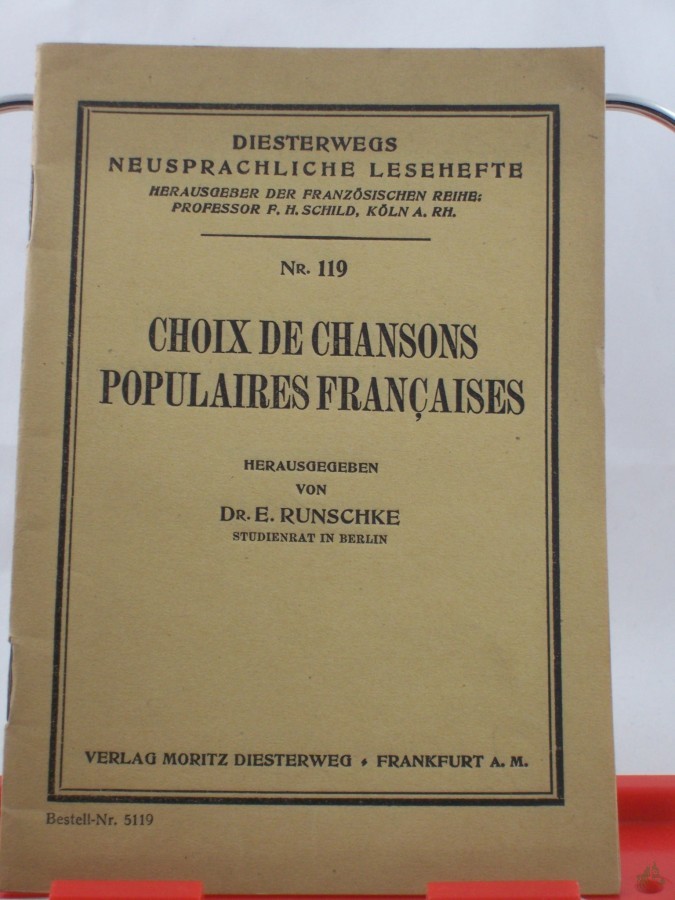 DIESTERWEGS
NEUSPRACHLICHE LESEHEFTE
HERAUSGEBER DER FRANZÖSISCHEN REIHE:
PROFESSOR F. H. SCHILD, KÖLN A. RH.
NR. 119
CHOIX DE CHANSONS
POPULAIRES FRANÇAISES
HERAUSGEGEBEN
VON
DR. E. RUNSCHKE
STUDIENRAT IN BERLIN
VERLAG MORITZ DIESTERWEG • FRANKFURT A. M.
Bestell-Nr. 5119